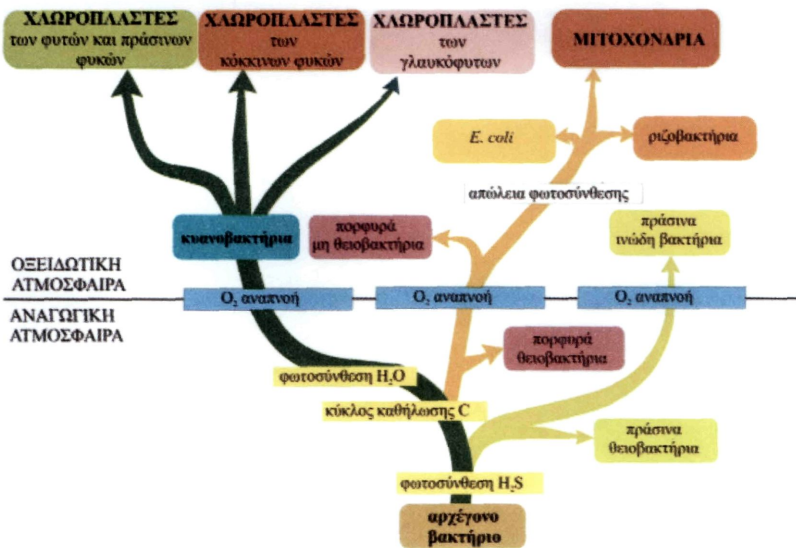 ΧΛΩΡΟΠΛΑΣΤΕΣ
των φυτών και πράσινων
φυκών
ΧΛΩΡΟΠΛΑΣΤΕΣ
των
κόκκινων φυκών
ΧΛΩΡΟΠΛΑΣΤΕΣ
των
γλαυκόφυτων
ΜΙΤΟΧΟΝΔΡΙΑ
E. coli
ριζοβακτήρια
απώλεια φωτοσύνθεσης
κυανοβακτήρια
πορφυρά
μη θειοβακτήρια
πράσινα
ινώδη βακτήρια
ΟΞΕΙΔΩΤΙΚΗ
ΑΤΜΟΣΦΑΙΡΑ
O₂ αναπνοή
O₂ αναπνοή
O₂ αναπνοή
ΑΝΑΓΩΓΙΚΗ
ΑΤΜΟΣΦΑΙΡΑ
πορφυρά
θειοβακτήρια
φωτοσύνθεση H₂O
κύκλος καθήλωσης C
πράσινα
θειοβακτήρια
φωτοσύνθεση H₂S
αρχέγονο
βακτήριο